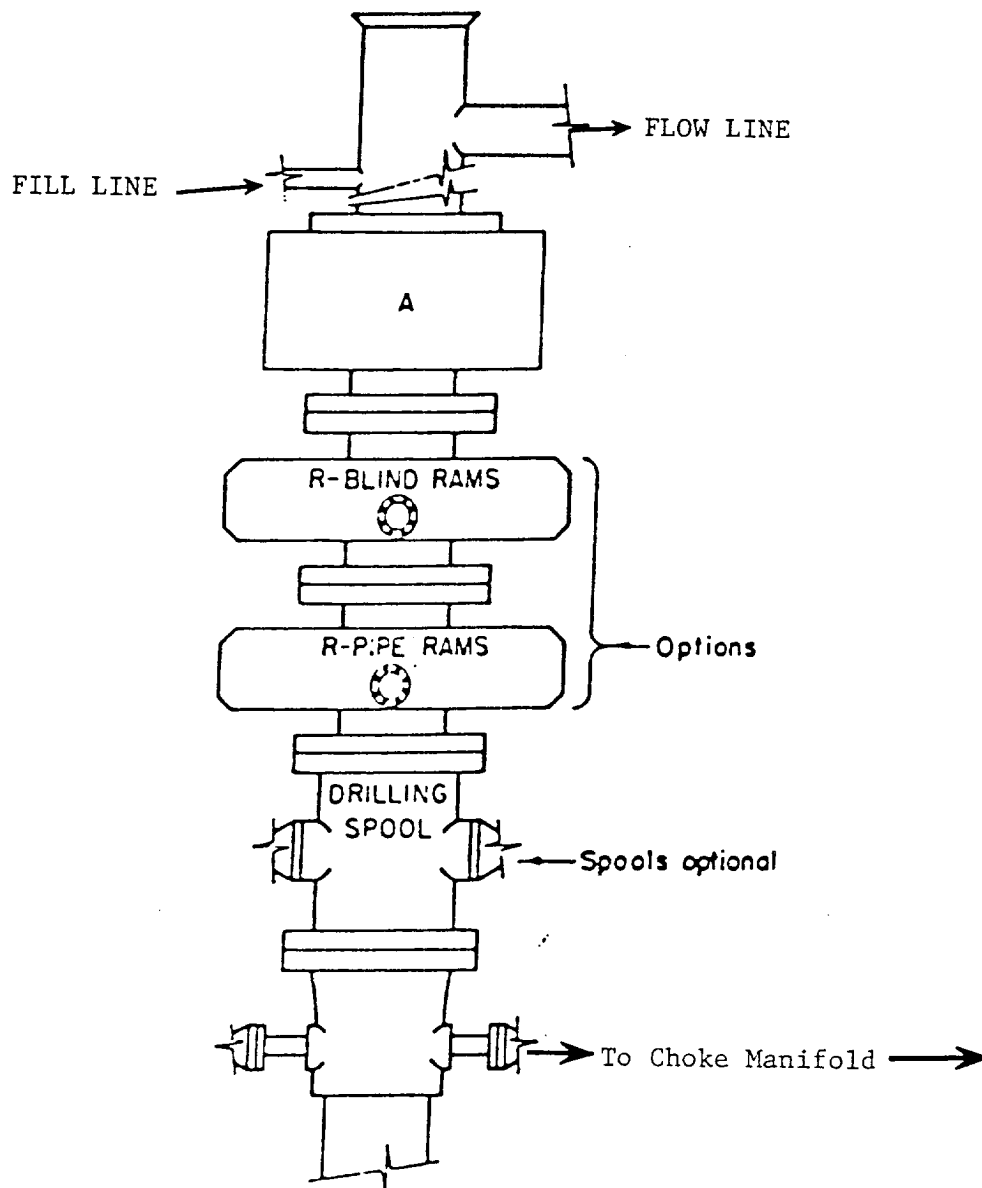 FLOW LINE
FILL LINE
A
R-BLIND RAMS
R-PIPE RAMS
Options
DRILLING
SPOOL
Spools optional
To Choke Manifold